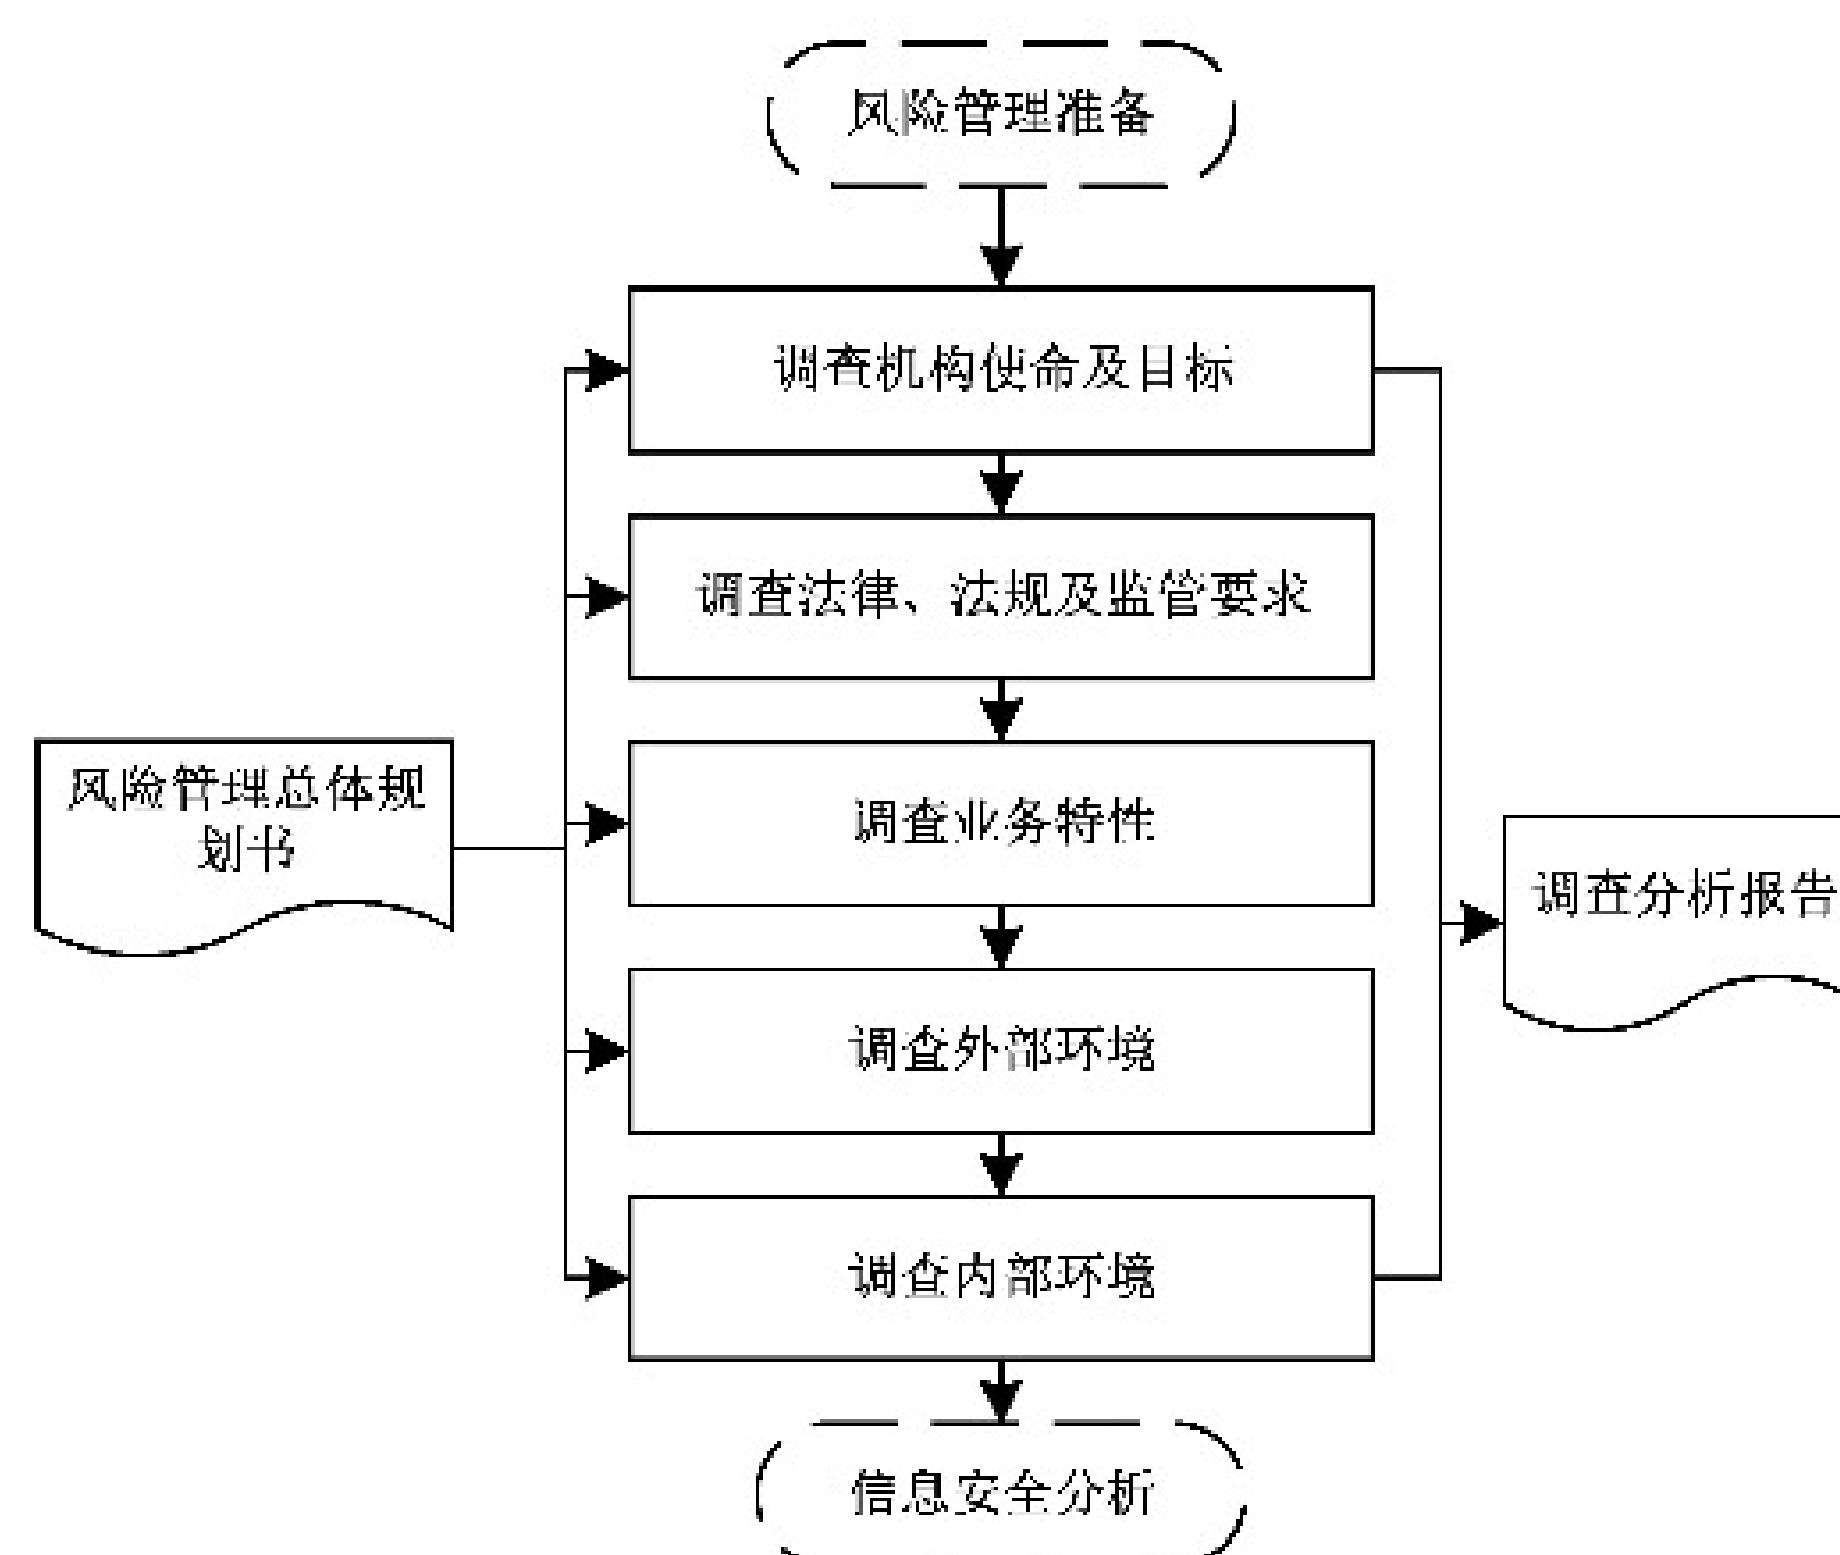 风险管理准备
调查机构使命及目标
调查法律、法规及监管要求
风险管理总体规
划书
调查业务特性
调查分析报告
调查外部环境
调查内部环境
信息安全分析